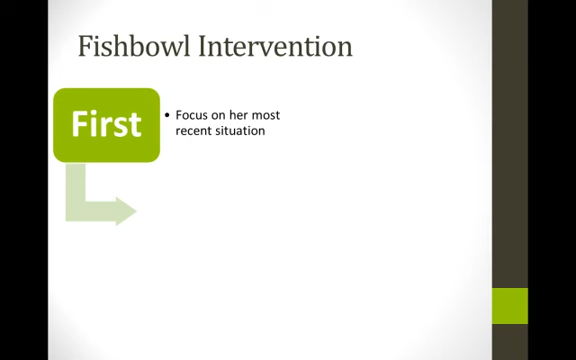 Fishbowl Intervention
First
• Focus on her most
recent situation